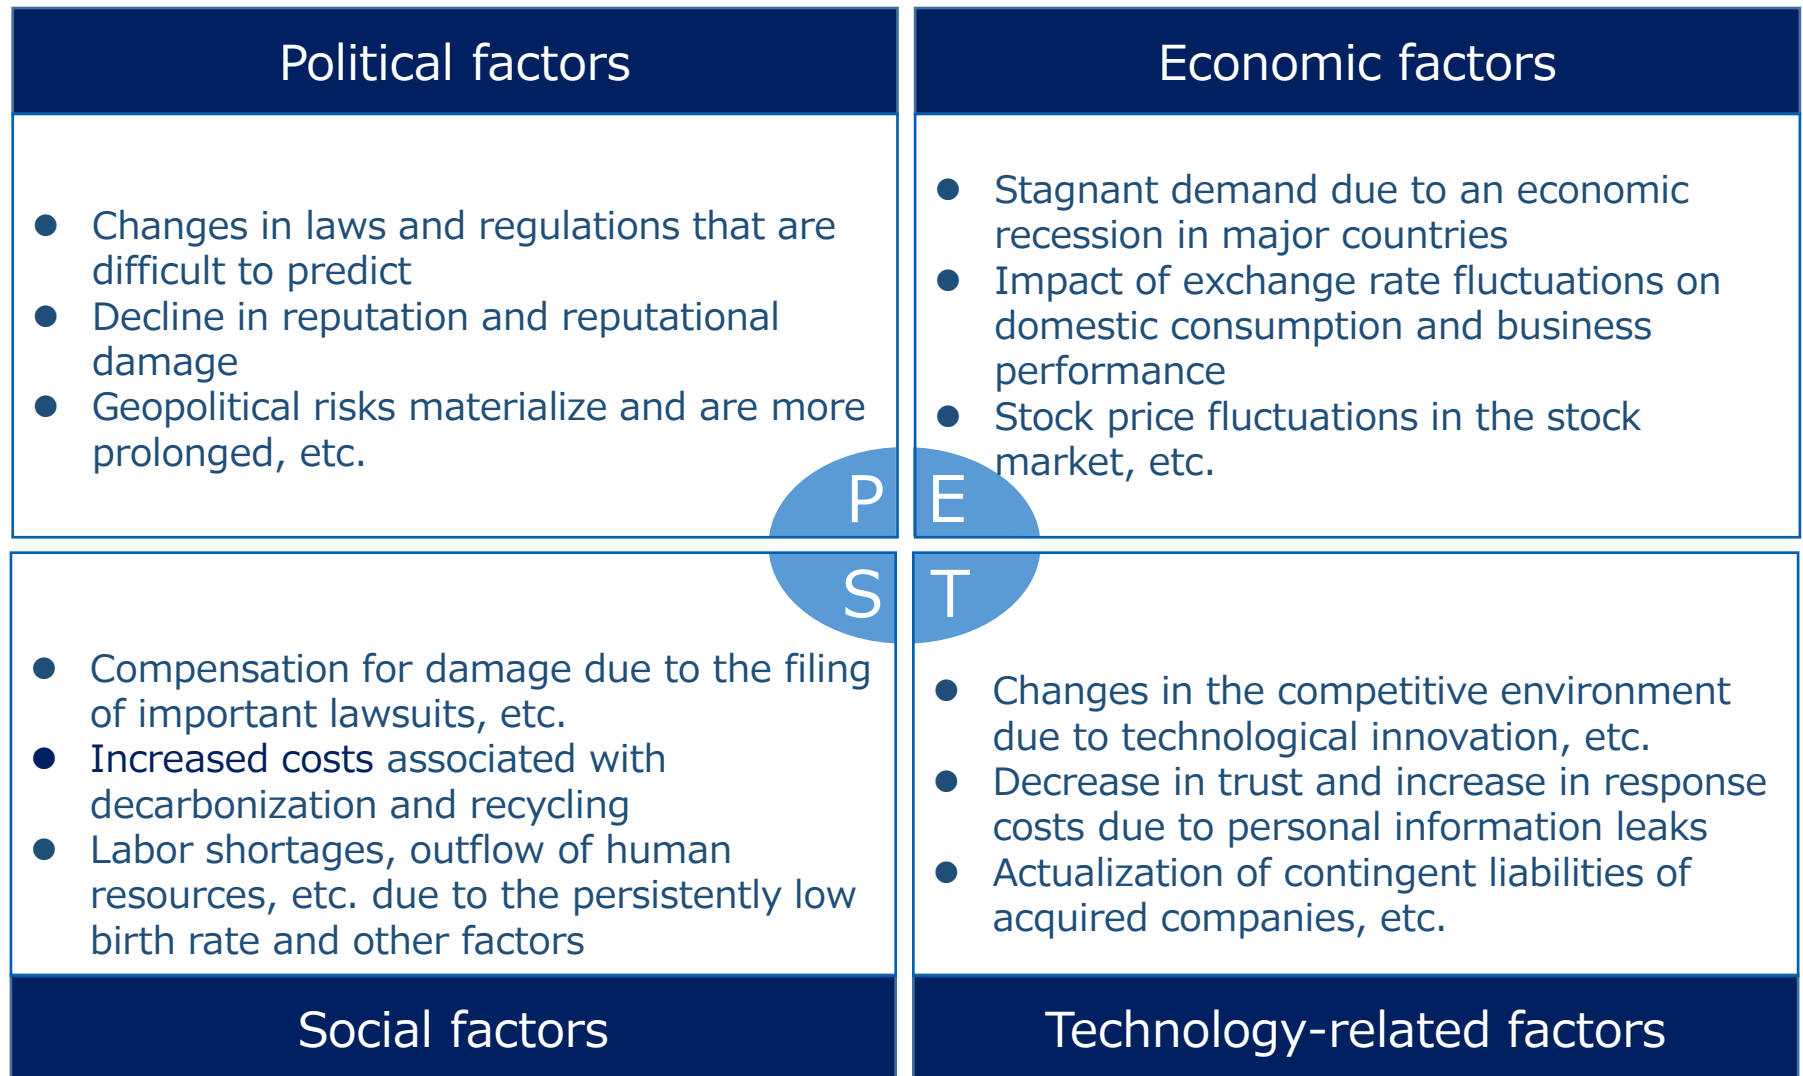 Political factors
● Changes in laws and regulations that are
difficult to predict
● Decline in reputation and reputational
damage
● Geopolitical risks materialize and are more
prolonged, etc.
Economic factors
● Stagnant demand due to an economic
recession in major countries
● Impact of exchange rate fluctuations on
domestic consumption and business
performance
● Stock price fluctuations in the stock
market, etc.
P E
S T
● Compensation for damage due to the filing
of important lawsuits, etc.
● Increased costs associated with
decarbonization and recycling
● Labor shortages, outflow of human
resources, etc. due to the persistently low
birth rate and other factors
Social factors
● Changes in the competitive environment
due to technological innovation, etc.
● Decrease in trust and increase in response
costs due to personal information leaks
● Actualization of contingent liabilities of
acquired companies, etc.
Technology-related factors